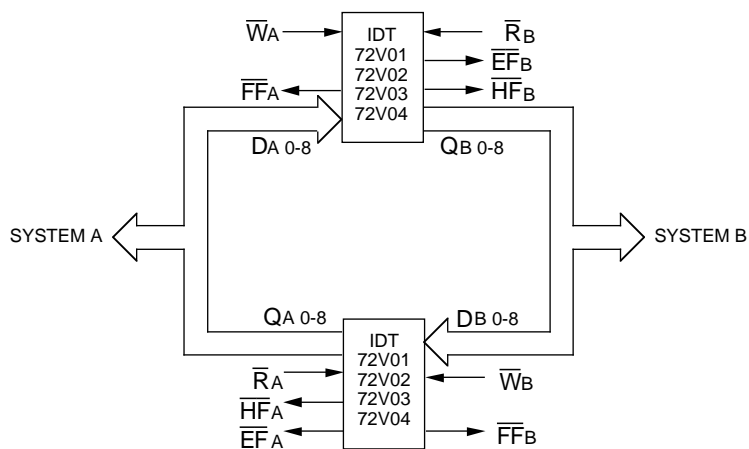 W̅A IDT R̅B
72V01 E̅F̅B
72V02
F̅F̅A 72V03 H̅F̅B
72V04
DA 0-8 QB 0-8
SYSTEM A SYSTEM B
QA 0-8 DB 0-8
IDT
72V01
R̅A 72V02 W̅B
H̅F̅A 72V03
72V04
E̅F̅A F̅F̅B